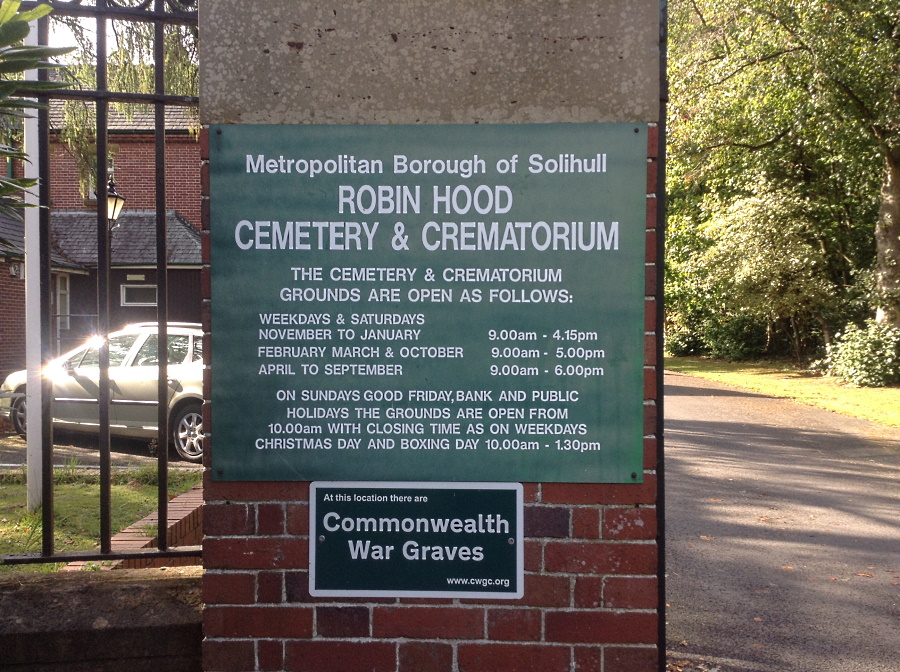 Metropolitan Borough of Solihull
ROBIN HOOD
CEMETERY & CREMATORIUM
THE CEMETERY & CREMATORIUM
GROUNDS ARE OPEN AS FOLLOWS:
WEEKDAYS & SATURDAYS
NOVEMBER TO JANUARY 9.00am - 4.15pm
FEBRUARY MARCH & OCTOBER 9.00am - 5.00pm
APRIL TO SEPTEMBER 9.00am - 6.00pm
ON SUNDAYS GOOD FRIDAY, BANK AND PUBLIC
HOLIDAYS THE GROUNDS ARE OPEN FROM
10.00am WITH CLOSING TIME AS ON WEEKDAYS
CHRISTMAS DAY AND BOXING DAY 10.00am - 1.30pm
At this location there are
Commonwealth
War Graves
www.cwgc.org